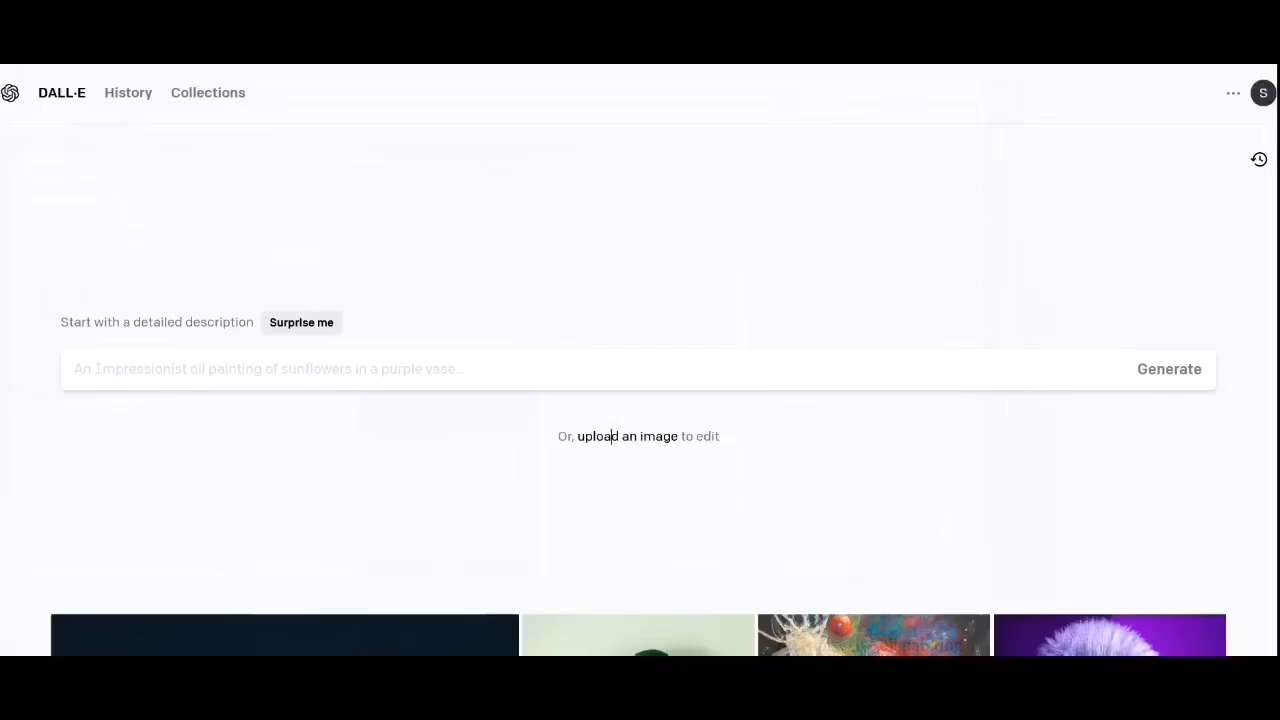 DALL·E History Collections
S
Start with a detailed description Surprise me
An Impressionist oil painting of sunflowers in a purple vase...
Generate
Or, upload an image to edit